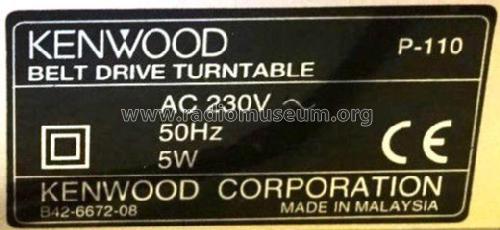 KENWOOD P-110
BELT DRIVE TURNTABLE
AC 230V ~
www.radiomuseum.org
50Hz
5W
CE
KENWOOD CORPORATION
B42-6672-08 MADE IN MALAYSIA